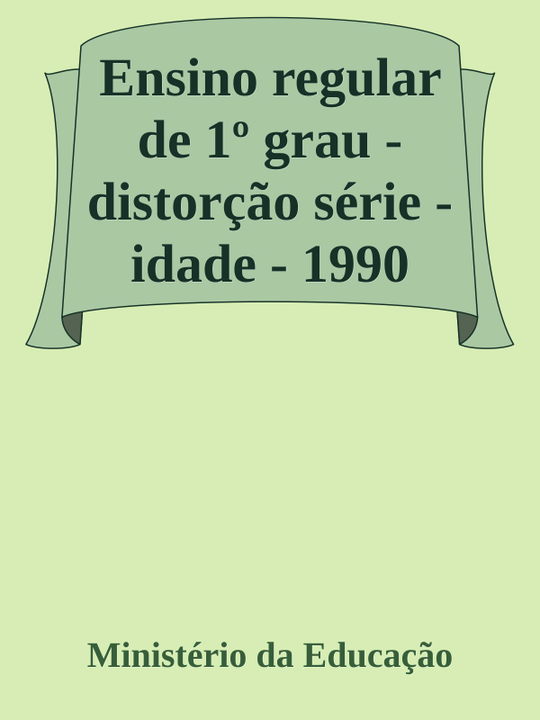 Ensino regular
de 1º grau -
distorção série -
idade - 1990
Ministério da Educação